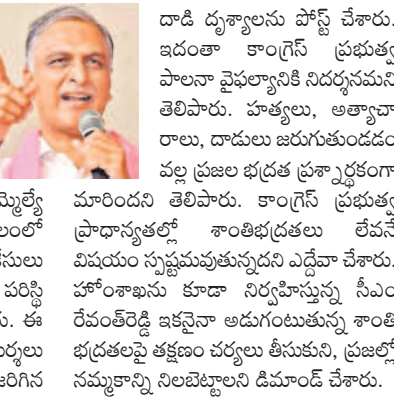 దాడి దృశ్యాలను పోస్ట్ చేశారు.
ఇదంతా కాంగ్రెస్ ప్రభుత్వ
పాలనా వైఫల్యానికి నిదర్శనమని
తెలిపారు. హత్యలు, అత్యాచా
రాలు, దాడులు జరుగుతుండడం
వల్ల ప్రజల భద్రత ప్రశ్నార్థకంగా
మారిందని తెలిపారు. కాంగ్రెస్ ప్రభుత్వ
ప్రాధాన్యతల్లో శాంతిభద్రతలు లేవనే
విషయం స్పష్టమవుతున్నదని ఎద్దేవా చేశారు.
హోంశాఖను కూడా నిర్వహిస్తున్న సీఎం
రేవంత్‌రెడ్డి ఇకనైనా అడుగంటుతున్న శాంతి
భద్రతలపై తక్షణం చర్యలు తీసుకుని, ప్రజల్లో
నమ్మకాన్ని నిలబెట్టాలని డిమాండ్ చేశారు.